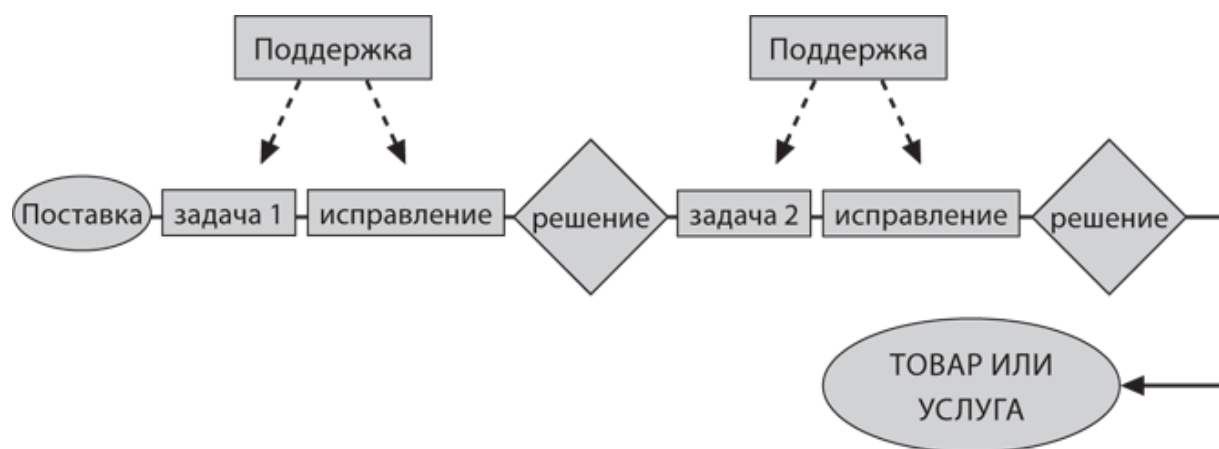 Поддержка
Поддержка
Поставка
задача 1
исправление
решение
задача 2
исправление
решение
ТОВАР ИЛИ
УСЛУГА